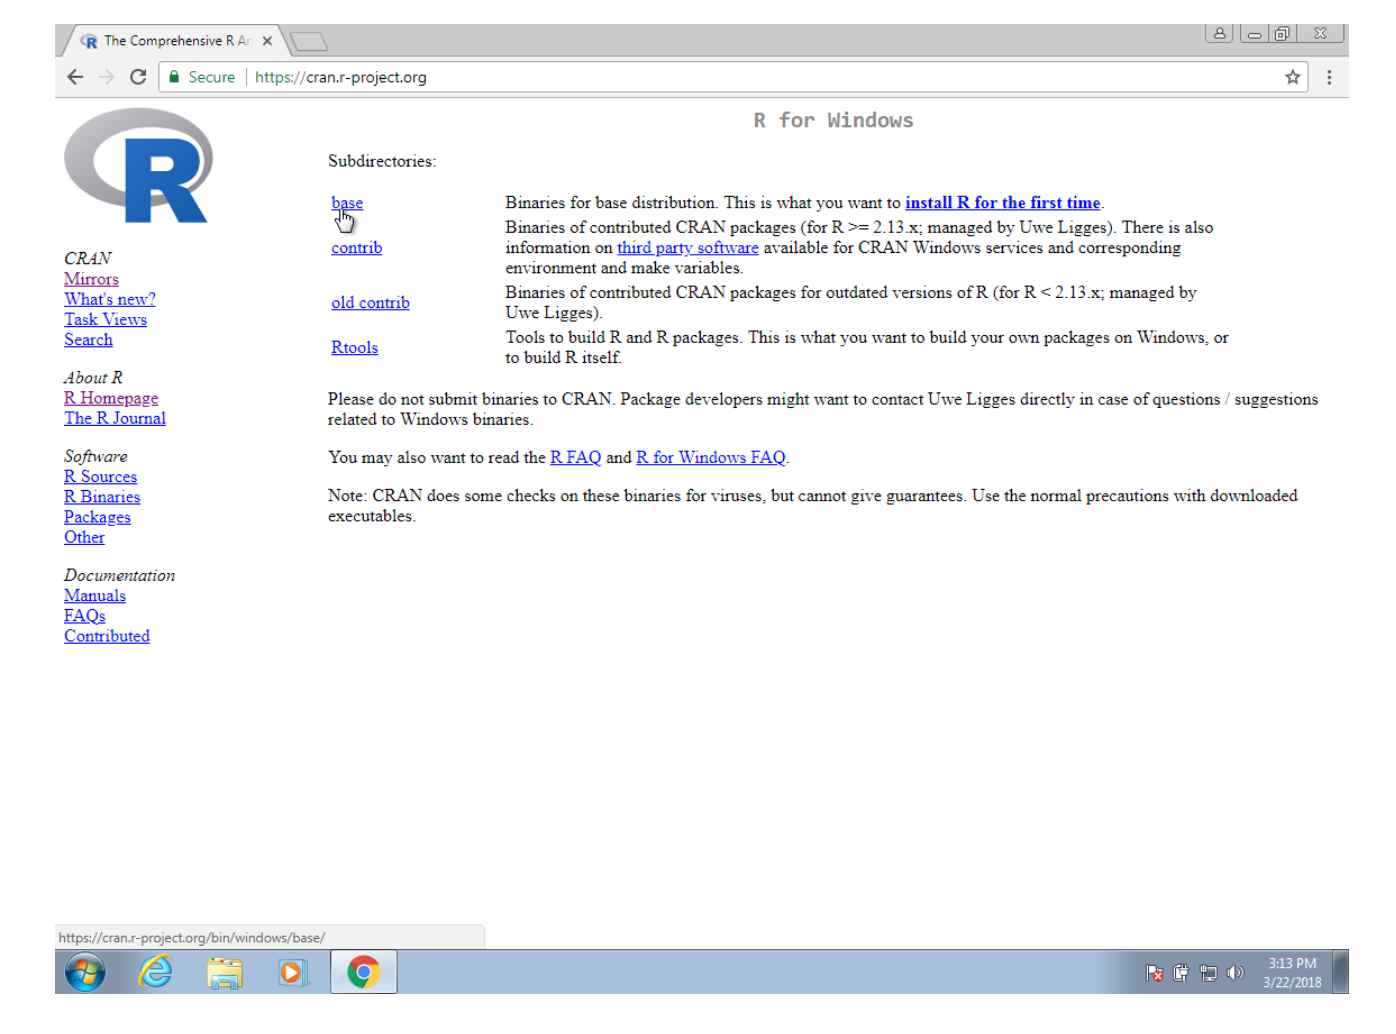 The Comprehensive R Ar
Secure | https://cran.r-project.org
R
R for Windows
Subdirectories:
base Binaries for base distribution. This is what you want to install R for the first time.
contrib Binaries of contributed CRAN packages (for R >= 2.13.x; managed by Uwe Ligges). There is also
information on third party software available for CRAN Windows services and corresponding
environment and make variables.
old contrib Binaries of contributed CRAN packages for outdated versions of R (for R < 2.13.x; managed by
Uwe Ligges).
Rtools Tools to build R and R packages. This is what you want to build your own packages on Windows, or
to build R itself.
Please do not submit binaries to CRAN. Package developers might want to contact Uwe Ligges directly in case of questions / suggestions
related to Windows binaries.
You may also want to read the R FAQ and R for Windows FAQ.
Note: CRAN does some checks on these binaries for viruses, but cannot give guarantees. Use the normal precautions with downloaded
executables.
CRAN
Mirrors
What's new?
Task Views
Search
About R
R Homepage
The R Journal
Software
R Sources
R Binaries
Packages
Other
Documentation
Manuals
FAQs
Contributed
https://cran.r-project.org/bin/windows/base/
3:13 PM
3/22/2018